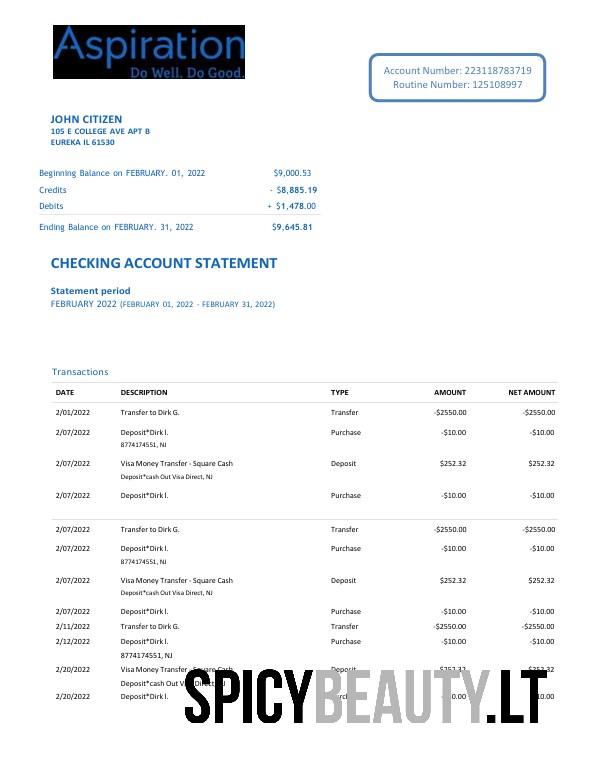 Aspiration
Do Well. Do Good.
Account Number: 223118783719
Routine Number: 125108997
JOHN CITIZEN
105 E COLLEGE AVE APT B
EUREKA IL 61530
Beginning Balance on FEBRUARY. 01, 2022 $9,000.53
Credits - $8,885.19
Debits + $1,478.00
Ending Balance on FEBRUARY. 31, 2022 $9,645.81
CHECKING ACCOUNT STATEMENT
Statement period
FEBRUARY 2022 (FEBRUARY 01, 2022 - FEBRUARY 31, 2022)
Transactions
DATE DESCRIPTION TYPE AMOUNT NET AMOUNT
2/01/2022 Transfer to Dirk G. Transfer -$2550.00 -$2550.00
2/07/2022 Deposit*Dirk l. Purchase -$10.00 -$10.00
8774174551, NJ
2/07/2022 Visa Money Transfer - Square Cash Deposit $252.32 $252.32
Deposit*cash Out Visa Direct, NJ
2/07/2022 Deposit*Dirk l. Purchase -$10.00 -$10.00
2/07/2022 Transfer to Dirk G. Transfer -$2550.00 -$2550.00
2/07/2022 Deposit*Dirk l. Purchase -$10.00 -$10.00
8774174551, NJ
2/07/2022 Visa Money Transfer - Square Cash Deposit $252.32 $252.32
Deposit*cash Out Visa Direct, NJ
2/07/2022 Deposit*Dirk l. Purchase -$10.00 -$10.00
2/11/2022 Transfer to Dirk G. Transfer -$10.00 -$10.00
2/12/2022 Deposit*Dirk l. Purchase -$10.00 -$10.00
8774174551, NJ
2/20/2022 Visa Money Transfer - Square Cash Deposit $252.32 $252.32
Deposit*cash Out Visa Direct, NJ
2/20/2022 Deposit*Dirk l.
SPICYBEAUTY.LT